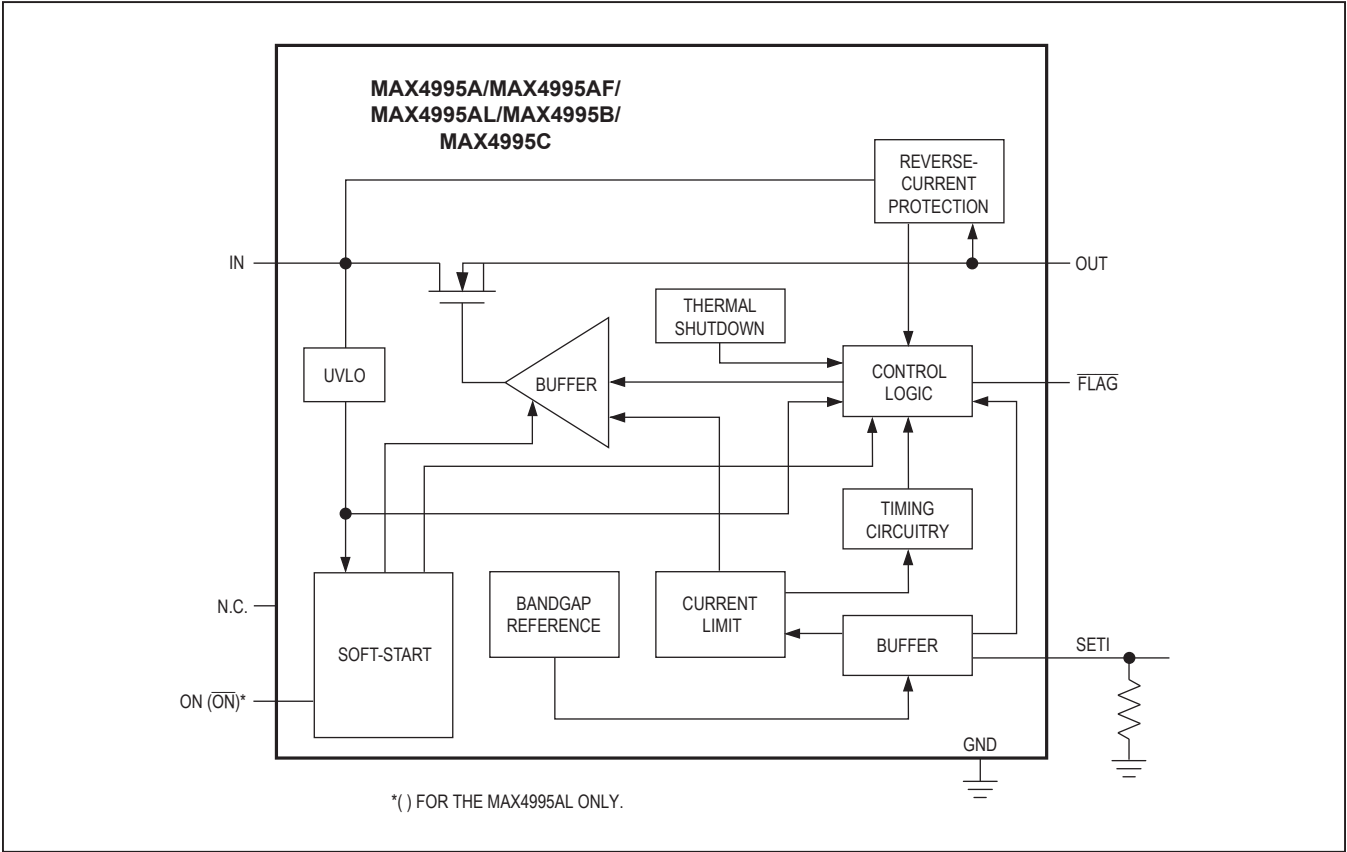 MAX4995A/MAX4995AF/
MAX4995AL/MAX4995B/
MAX4995C
REVERSE-
CURRENT
PROTECTION
IN
OUT
THERMAL
SHUTDOWN
UVLO
BUFFER
CONTROL
LOGIC
FLAG
TIMING
CIRCUITRY
N.C.
SOFT-START
BANDGAP
REFERENCE
CURRENT
LIMIT
BUFFER
SETI
ON (ON)*
GND
*( ) FOR THE MAX4995AL ONLY.